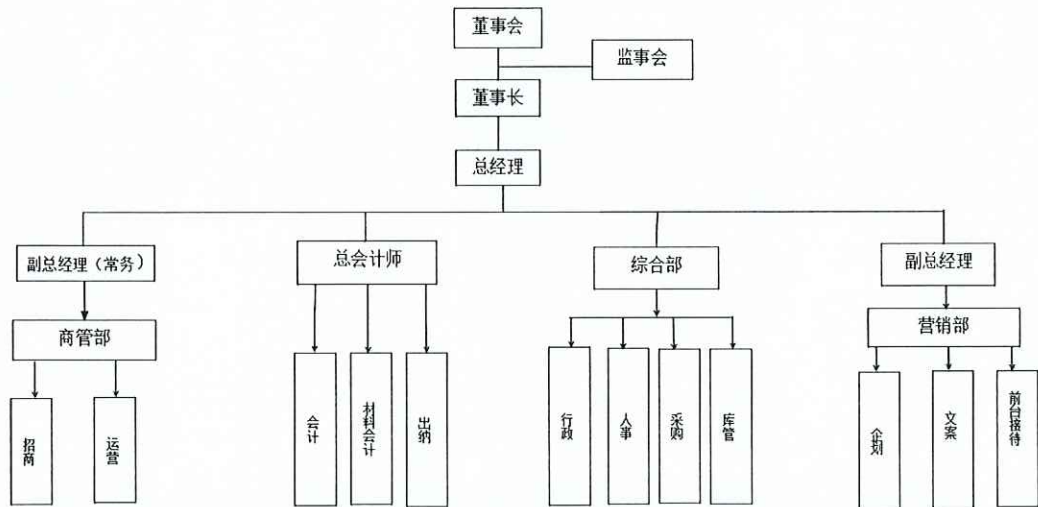 董事会
监事会
董事长
总经理
副总经理（常务）
总会计师
综合部
副总经理
商管部
营销部
招商
运营
会计
材料会计
出纳
行政
人事
采购
库管
企划
文案
前台接待